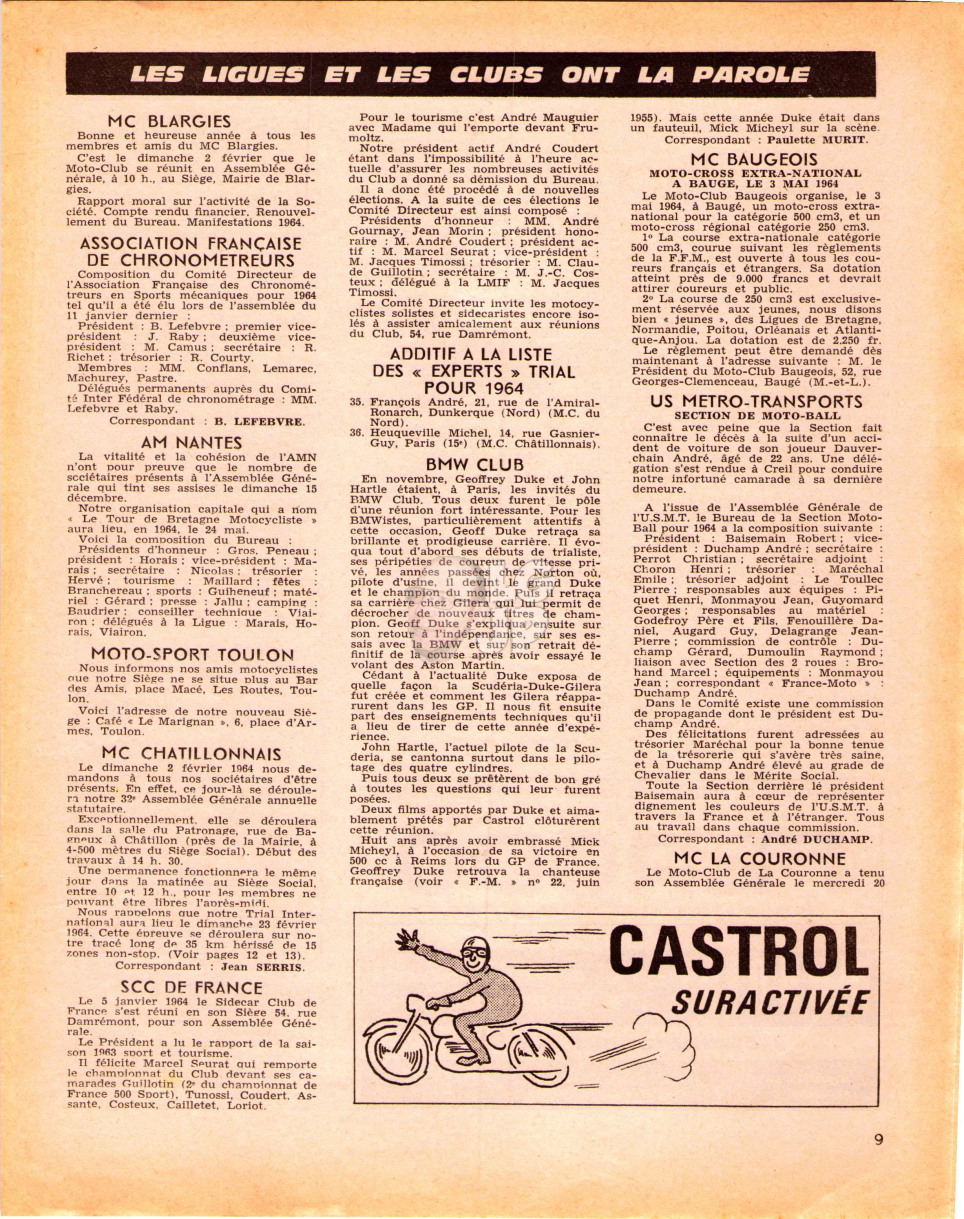 LES LIGUES ET LES CLUBS ONT LA PAROLE
MC BLARGIES
Bonne et heureuse année à tous les
membres et amis du MC Blargies.
C'est le dimanche 2 février que le
Moto-Club se réunit en Assemblée Gé-
nérale, à 10 h., au Siège, Mairie de Blar-
gies.
Rapport moral sur l'activité de la So-
ciété. Compte rendu financier. Renouvel-
lement du Bureau. Manifestations 1964.
ASSOCIATION FRANÇAISE
DE CHRONOMETREURS
Composition du Comité Directeur de
l'Association Française des Chronomé-
treurs en Sports mécaniques pour 1964
tel qu'il a été élu lors de l'assemblée du
11 janvier dernier :
Président : B. Lefebvre ; premier vice-
président : J. Raby ; deuxième vice-
président : M. Camus ; secrétaire : R.
Richet ; trésorier : R. Courty.
Membres : MM. Conflans, Lemarec,
Machurey, Pastre.
Délégués permanents auprès du Comi-
té Inter Fédéral de chronométrage : MM.
Lefebvre et Raby.
Correspondant : B. LEFEBVRE.
AM NANTES
La vitalité et la cohésion de l'AMN
n'ont pour preuve que le nombre de
sociétaires présents à l'Assemblée Géné-
rale qui tint ses assises le dimanche 15
décembre.
Notre organisation capitale qui a nom
« Le Tour de Bretagne Motocycliste »
aura lieu, en 1964, le 24 mai.
Voici la composition du Bureau :
Présidents d'honneur : Gros, Peneau ;
président : Horais ; vice-président : Ma-
rais ; secrétaire : Nicolas ; trésorier :
Hervé ; tourisme : Maillard ; fêtes :
Branchereau ; sports : Guiheneuf ; maté-
riel : Gérard ; presse : Jallu ; camping :
Baudrier ; conseiller technique : Viai-
ron ; délégués à la Ligue : Marais, Ho-
rais, Viairon.
MOTO-SPORT TOULON
Nous informons nos amis motocyclistes
que notre Siège ne se situe plus au Bar
des Amis, place Macé, Les Routes, Tou-
lon.
Voici l'adresse de notre nouveau Siè-
ge : Café « Le Marignan », 6, place d'Ar-
mes, Toulon.
MC CHATILLONNAIS
Le dimanche 2 février 1964 nous de-
mandons à tous nos sociétaires d'être
présents. En effet, ce jour-là se déroule-
ra notre 32e Assemblée Générale annuelle
statutaire.
Exceptionnellement, elle se déroulera
dans la salle du Patronage, rue de Ba-
gneux à Châtillon (près de la Mairie, à
4-500 mètres du Siège Social). Début des
travaux à 14 h. 30.
Une permanence fonctionnera le même
jour dans la matinée au Siège Social,
entre 10 et 12 h., pour les membres ne
pouvant être libres l'après-midi.
Nous rappelons que notre Trial Inter-
national aura lieu le dimanche 23 février
1964. Cette épreuve se déroulera sur no-
tre tracé long de 35 km hérissé de 15
zones non-stop. (Voir pages 12 et 13).
Correspondant : Jean SERRIS.
SCC DE FRANCE
Le 5 janvier 1964 le Sidecar Club de
France s'est réuni en son Siège 54, rue
Damrémont, pour son Assemblée Géné-
rale.
Le Président a lu le rapport de la sai-
son 1963 sport et tourisme.
Il félicite Marcel Seurat qui remporte
le championnat du Club devant ses ca-
marades Guillotin (2e du championnat de
France 500 Sport), Tunossi, Coudert, As-
sante, Costeux, Cailletet, Loriot.
Pour le tourisme c'est André Mauguier
avec Madame qui l'emporte devant Fru-
moltz.
Notre président actif André Coudert
étant dans l'impossibilité à l'heure ac-
tuelle d'assurer les nombreuses activités
du Club a donné sa démission du Bureau.
Il a donc été procédé à de nouvelles
élections. A la suite de ces élections le
Comité Directeur est ainsi composé :
Présidents d'honneur : MM. André
Gournay, Jean Morin ; président hono-
raire : M. André Coudert ; président ac-
tif : M. Marcel Seurat ; vice-président :
M. Jacques Timossi ; trésorier : M. Clau-
de Guillotin ; secrétaire : M. J.-C. Cos-
teux ; délégué à la LMIF : M. Jacques
Timossi.
Le Comité Directeur invite les motocy-
clistes solistes et sidecaristes encore iso-
lés à assister amicalement aux réunions
du Club, 54, rue Damrémont.
ADDITIF A LA LISTE
DES « EXPERTS » TRIAL
POUR 1964
35. François André, 21, rue de l'Amiral-
Ronarch, Dunkerque (Nord) (M.C. du
Nord).
36. Heuqueville Michel, 14, rue Gasnier-
Guy, Paris (15e) (M.C. Châtillonnais).
BMW CLUB
En novembre, Geoffrey Duke et John
Hartle étaient, à Paris, les invités du
BMW Club. Tous deux furent le pôle
d'une réunion fort intéressante. Pour les
BMWistes, particulièrement attentifs à
cette occasion, Geoff Duke retraça sa
brillante et prodigieuse carrière. Il évo-
qua tout d'abord ses débuts de trialiste,
ses péripéties de coureur de vitesse pri-
vé, les années passées chez Norton où,
pilote d'usine, il devint le grand Duke
et le champion du monde. Puis il retraça
sa carrière chez Gilera qui lui permit de
décrocher de nouveaux titres de cham-
pion. Geoff Duke s'expliqua ensuite sur
son retour à l'indépendance, sur ses es-
sais avec la BMW et sur son retrait dé-
finitif de la course après avoir essayé le
volant des Aston Martin.
Cédant à l'actualité Duke exposa de
quelle façon la Scudéria-Duke-Gilera
fut créée et comment les Gilera réappa-
rurent dans les GP. Il nous fit ensuite
part des enseignements techniques qu'il
a lieu de tirer de cette année d'expé-
rience.
John Hartle, l'actuel pilote de la Scu-
deria, se cantonna surtout dans le pilo-
tage des quatre cylindres.
Puis tous deux se prêtèrent de bon gré
à toutes les questions qui leur furent
posées.
Deux films apportés par Duke et aima-
blement prêtés par Castrol clôturèrent
cette réunion.
Huit ans après avoir embrassé Mick
Micheyl, à l'occasion de sa victoire en
500 cc à Reims lors du GP de France,
Geoffrey Duke retrouva la chanteuse
française (voir « F.-M. » n° 22, juin
1955). Mais cette année Duke était dans
un fauteuil, Mick Micheyl sur la scène.
Correspondant : Paulette MURIT.
MC BAUGEOIS
MOTO-CROSS EXTRA-NATIONAL
A BAUGE, LE 3 MAI 1964
Le Moto-Club Baugeois organise, le 3
mai 1964, à Baugé, un moto-cross extra-
national pour la catégorie 500 cm3, et un
moto-cross régional catégorie 250 cm3.
1° La course extra-nationale catégorie
500 cm3, courue suivant les règlements
de la F.F.M., est ouverte à tous les cou-
reurs français et étrangers. Sa dotation
atteint près de 9.000 francs et devrait
attirer coureurs et public.
2° La course de 250 cm3 est exclusive-
ment réservée aux jeunes, nous disons
bien « jeunes », des Ligues de Bretagne,
Normandie, Poitou, Orléanais et Atlanti-
que-Anjou. La dotation est de 2.250 fr.
Le règlement peut être demandé dès
maintenant à l'adresse suivante : M. le
Président du Moto-Club Baugeois, 52, rue
Georges-Clemenceau, Baugé (M.-et-L.).
US METRO-TRANSPORTS
SECTION DE MOTO-BALL
C'est avec peine que la Section fait
connaître le décès à la suite d'un acci-
dent de voiture de son joueur Dauver-
chain André, âgé de 22 ans. Une délé-
gation s'est rendue à Creil pour conduire
notre infortuné camarade à sa dernière
demeure.
A l'issue de l'Assemblée Générale de
l'U.S.M.T. le Bureau de la Section Moto-
Ball pour 1964 a la composition suivante :
Président : Baisemain Robert ; vice-
président : Duchamp André ; secrétaire :
Perrot Christian ; secrétaire adjoint :
Choron Henri ; trésorier : Maréchal
Emile ; trésorier adjoint : Le Toullec
Pierre ; responsables aux équipes : Pi-
quet Henri, Monmayou Jean, Guyomard
Georges ; responsables au matériel :
Godefroy Père et Fils, Fenouillère Da-
niel, Augard Guy, Delagrange Jean-
Pierre ; commission de contrôle : Du-
champ Gérard, Dumoulin Raymond ;
liaison avec Section des 2 roues : Bro-
hand Marcel ; équipements : Monmayou
Jean ; correspondant « France-Moto » :
Duchamp André.
Dans le Comité existe une commission
de propagande dont le président est Du-
champ André.
Des félicitations furent adressées au
trésorier Maréchal pour la bonne tenue
de la trésorerie qui s'avère très saine,
et à Duchamp André élevé au grade de
Chevalier dans le Mérite Social.
Toute la Section derrière le président
Baisemain aura à cœur de représenter
dignement les couleurs de l'U.S.M.T. à
travers la France et à l'étranger. Tous
au travail dans chaque commission.
Correspondant : André DUCHAMP.
MC LA COURONNE
Le Moto-Club de La Couronne a tenu
son Assemblée Générale le mercredi 20
CASTROL
SURACTIVÉE
9